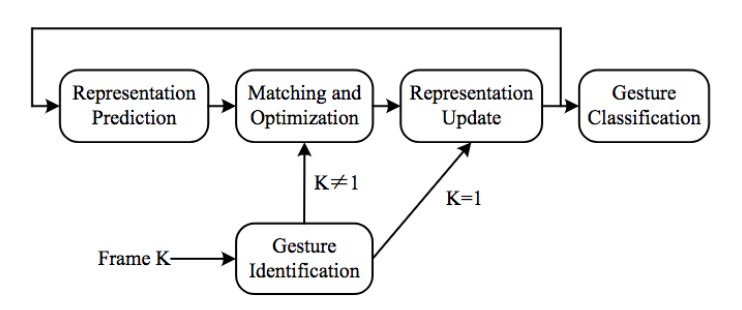 Representation
Prediction
Matching and
Optimization
Representation
Update
Gesture
Classification
K≠1
K=1
Frame K
Gesture
Identification